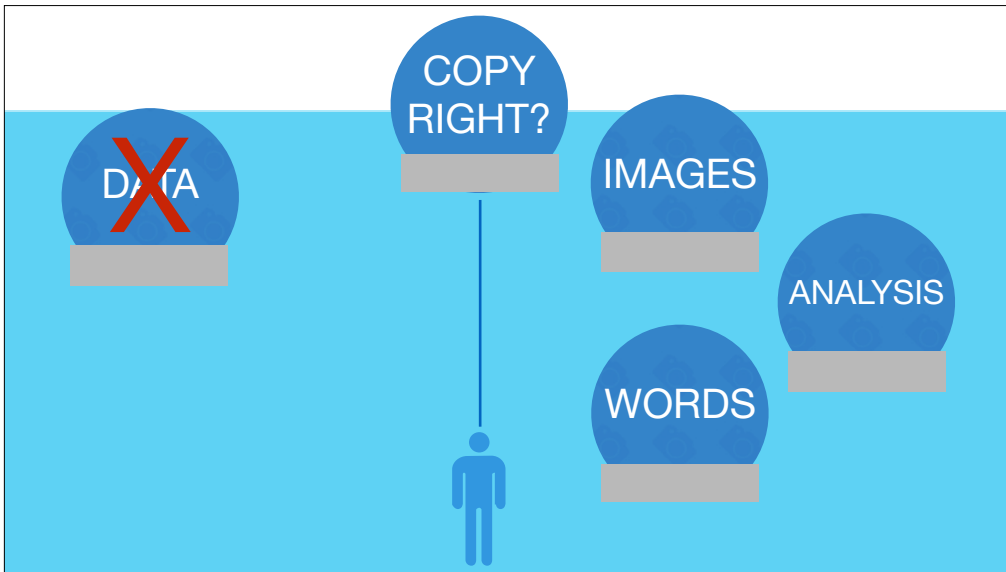 COPY
RIGHT?
DATA
X
IMAGES
ANALYSIS
WORDS